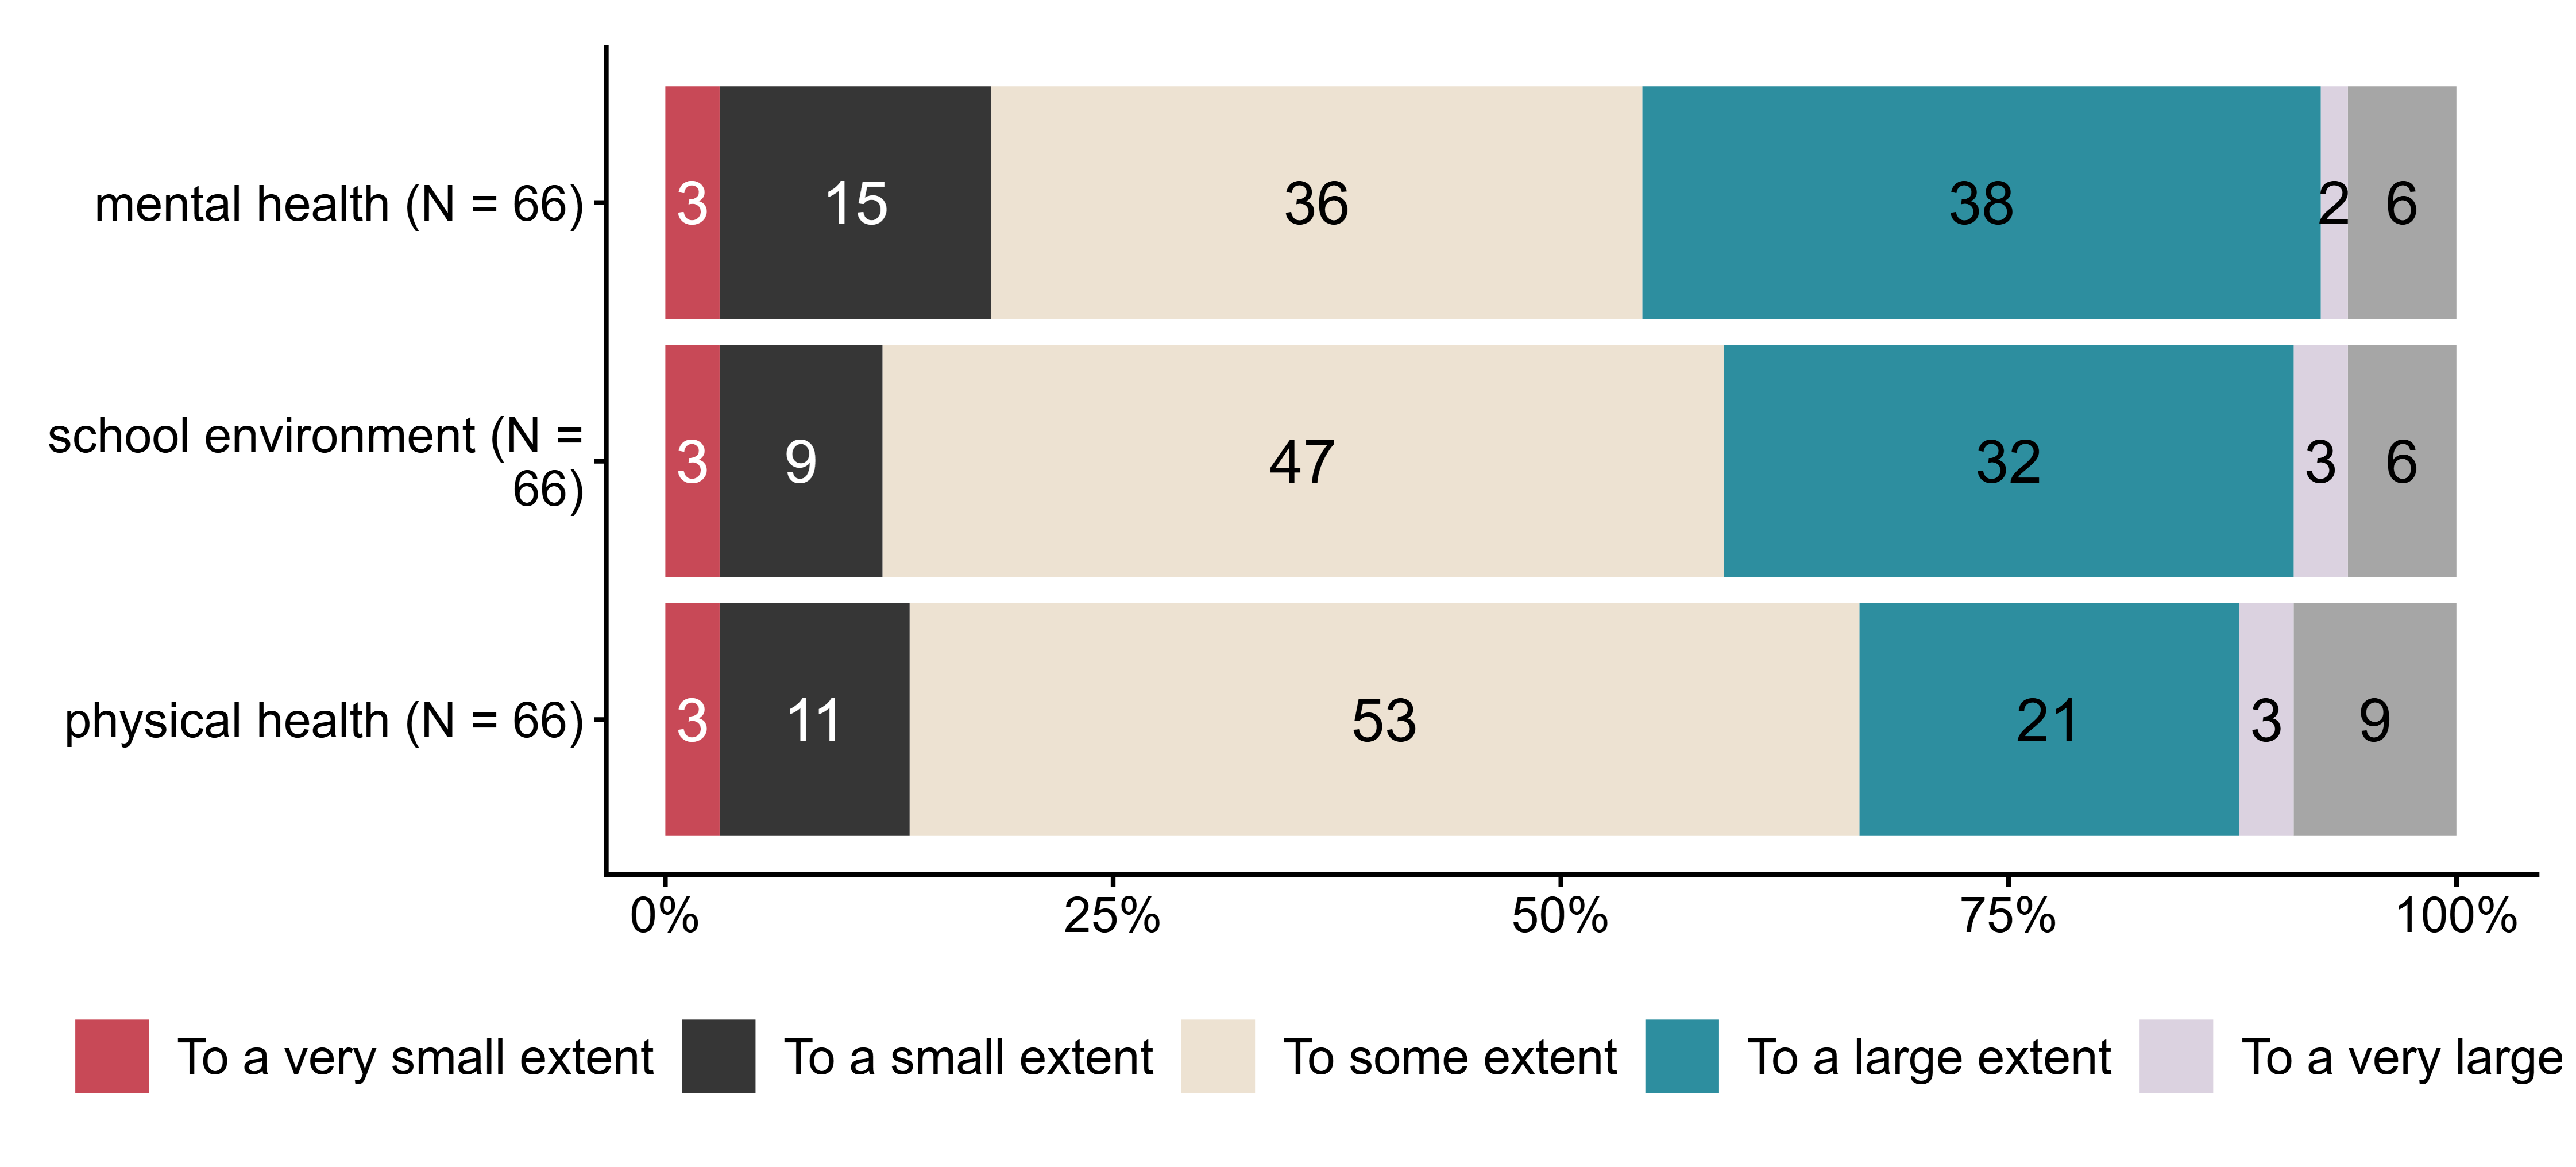 mental health (N = 66)
3 15 36 38 2 6
school environment (N =
66)
3 9 47 32 3 6
physical health (N = 66)
3 11 53 21 3 9
0% 25% 50% 75% 100%
To a very small extent To a small extent To some extent To a large extent To a very large